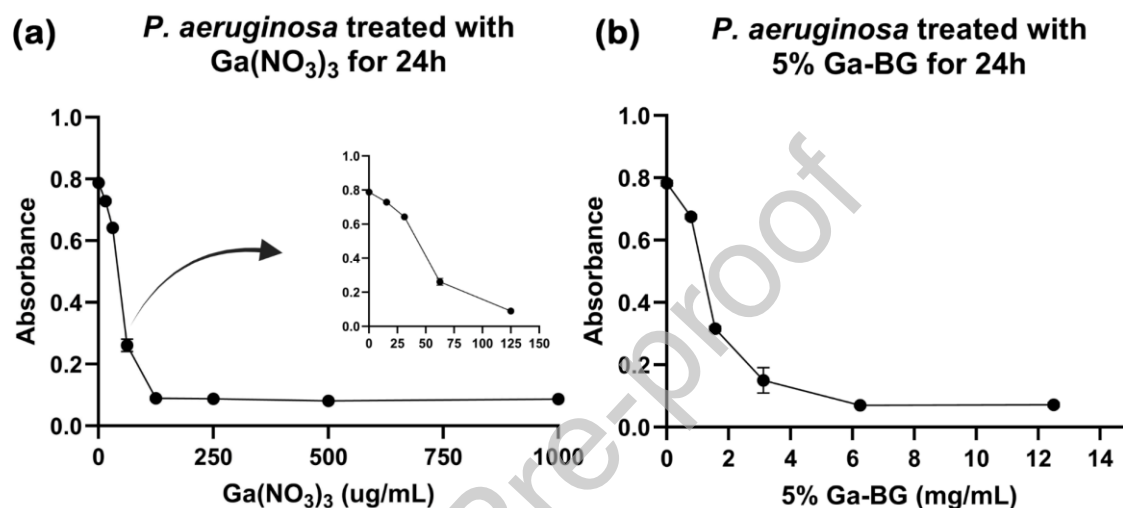 (a)
P. aeruginosa treated with
Ga(NO3)3 for 24h
Absorbance
1.0
0.8
0.6
0.4
0.2
0.0
0 250 500 750 1000
Ga(NO3)3 (ug/mL)
1.0
0.8
0.6
0.4
0.2
0.0
0 25 50 75 100 125 150
(b)
P. aeruginosa treated with
5% Ga-BG for 24h
Absorbance
1.0
0.8
0.6
0.4
0.2
0.0
0 2 4 6 8 10 12 14
5% Ga-BG (mg/mL)
Pre-proof